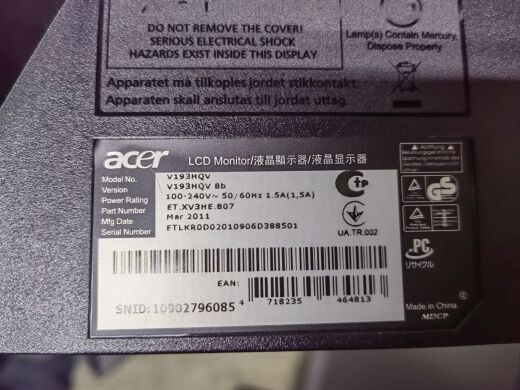 DO NOT REMOVE THE COVER!
SERIOUS ELECTRICAL SHOCK
HAZARDS EXIST INSIDE THIS DISPLAY
Lamp(s) Contain Mercury,
Dispose Properly
Apparatet må tilkoples jordet stikkontakt.
Apparaten skall anslutas till jordat uttag.
acer
LCD Monitor/液晶顯示器/液晶显示器
Model No. V193HQV
Version V193HQV Bb
Power Rating 100-240V~ 50/60Hz 1.5A(1,5A)
Part Number ET.XV3HE.B07
Mfg Date Mar 2011
Serial Number ETLKR0D02010906D388501
UA.TR.002
Achtung
GS
PC
リサイクル
EAN:
4 718235 464813
SNID:10902796085
Made in China
MDCP